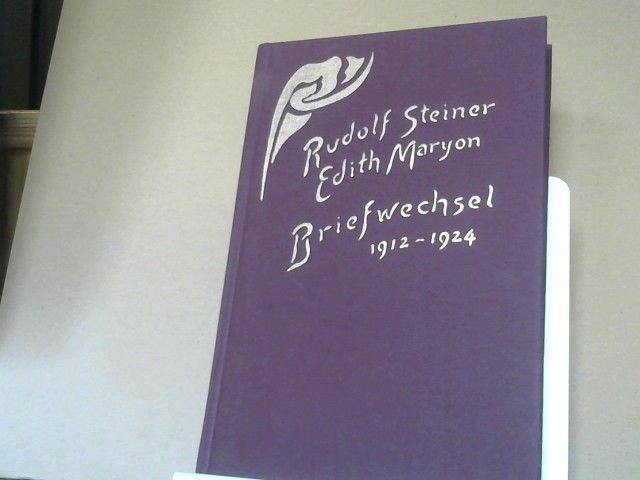 Rudolf Steiner
Edith Maryon
Briefwechsel
1912-1924